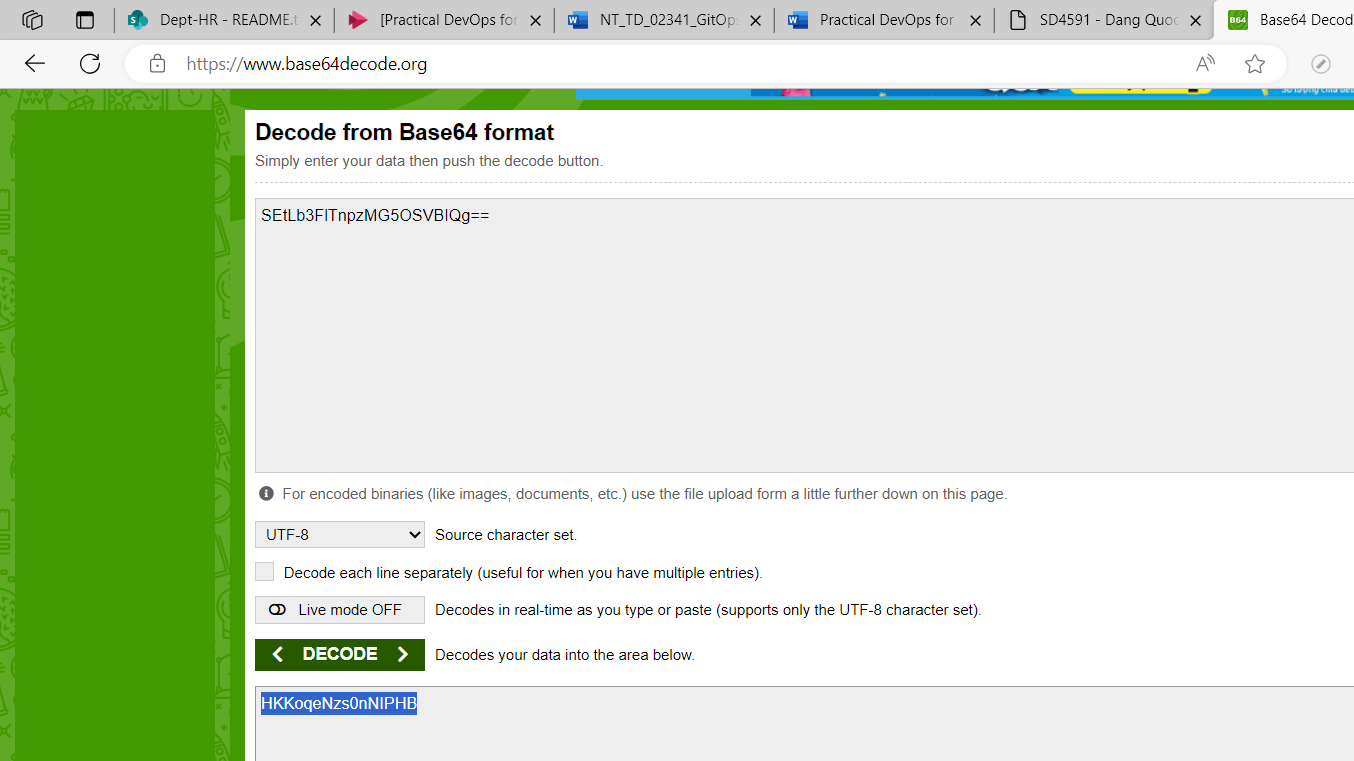 Dept-HR - README.t
[Practical DevOps for
NT_TD_02341_GitOps
Practical DevOps for
SD4591 - Dang Quoc
B64 Base64 Decod
https://www.base64decode.org
Decode from Base64 format
Simply enter your data then push the decode button.
SEtLb3FlTnpzMG5OSVBIQg==
For encoded binaries (like images, documents, etc.) use the file upload form a little further down on this page.
UTF-8 Source character set.
Decode each line separately (useful for when you have multiple entries).
Live mode OFF Decodes in real-time as you type or paste (supports only the UTF-8 character set).
DECODE Decodes your data into the area below.
HKKoqeNzs0nNIPHB